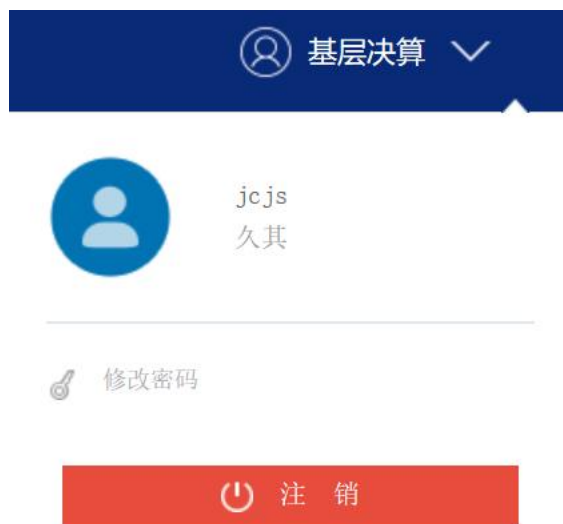 基层决算
jcjs
久其
修改密码
注 销